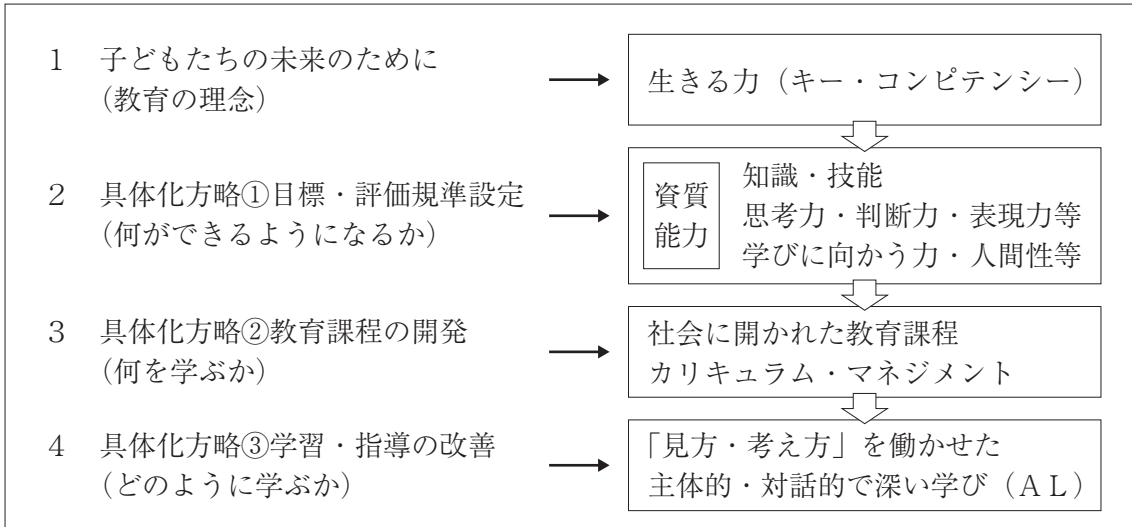 1 子どもたちの未来のために
（教育の理念）
生きる力（キー・コンピテンシー）
2 具体化方略①目標・評価規準設定
（何ができるようになるか）
資質
能力
知識・技能
思考力・判断力・表現力等
学びに向かう力・人間性等
3 具体化方略②教育課程の開発
（何を学ぶか）
社会に開かれた教育課程
カリキュラム・マネジメント
4 具体化方略③学習・指導の改善
（どのように学ぶか）
「見方・考え方」を働かせた
主体的・対話的で深い学び（ＡＬ）